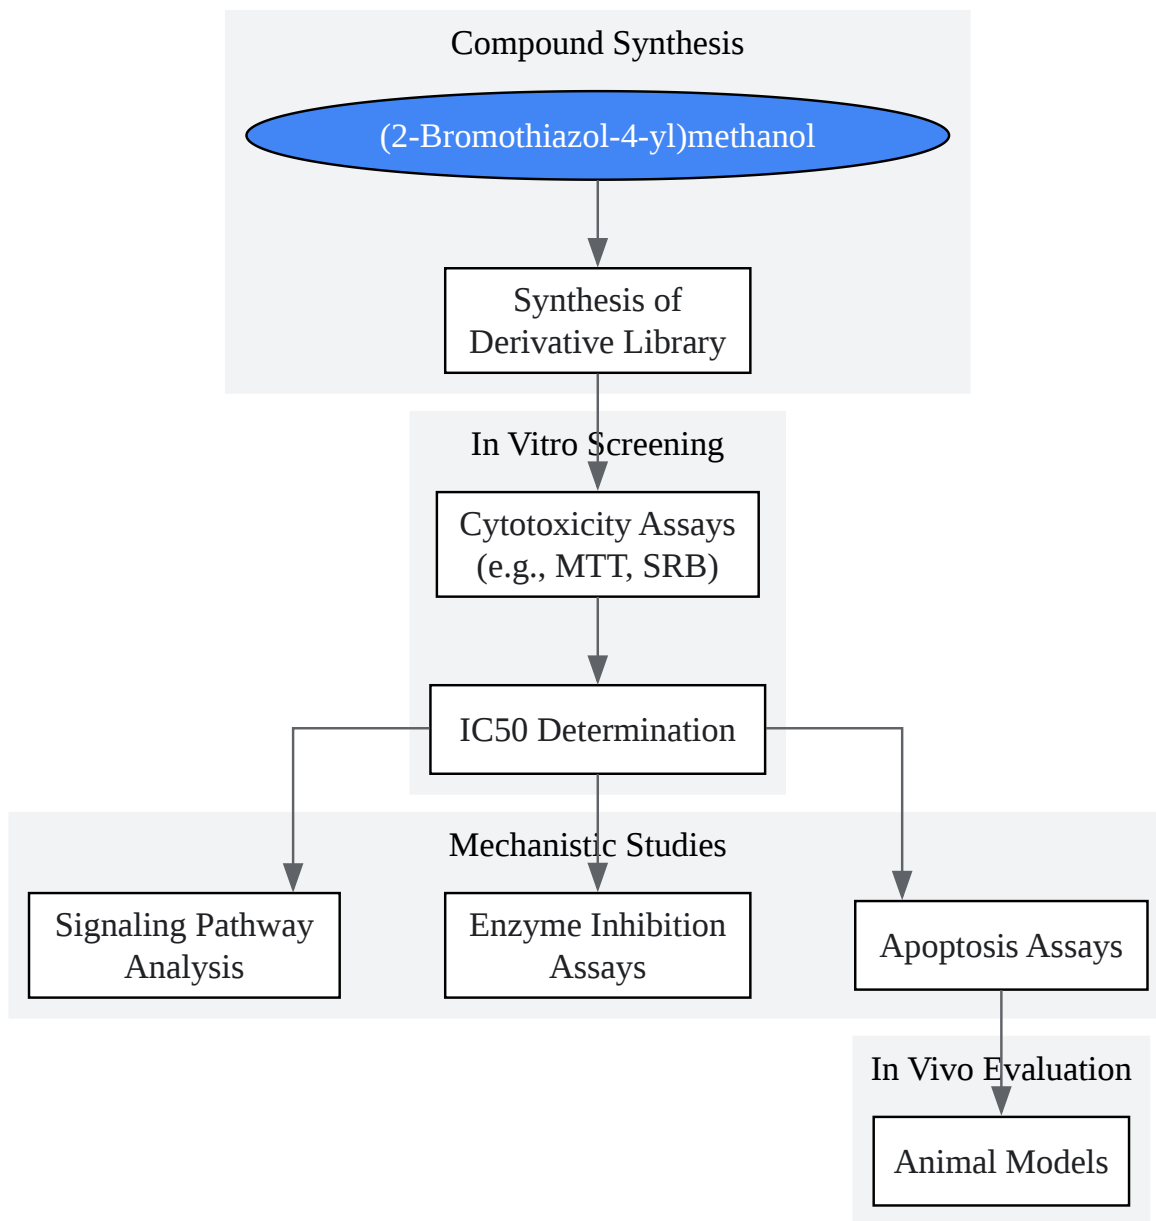 Compound Synthesis
(2-Bromothiazol-4-yl)methanol
Synthesis of
Derivative Library
In Vitro Screening
Cytotoxicity Assays
(e.g., MTT, SRB)
IC50 Determination
Mechanistic Studies
Signaling Pathway
Analysis
Enzyme Inhibition
Assays
Apoptosis Assays
In Vivo Evaluation
Animal Models